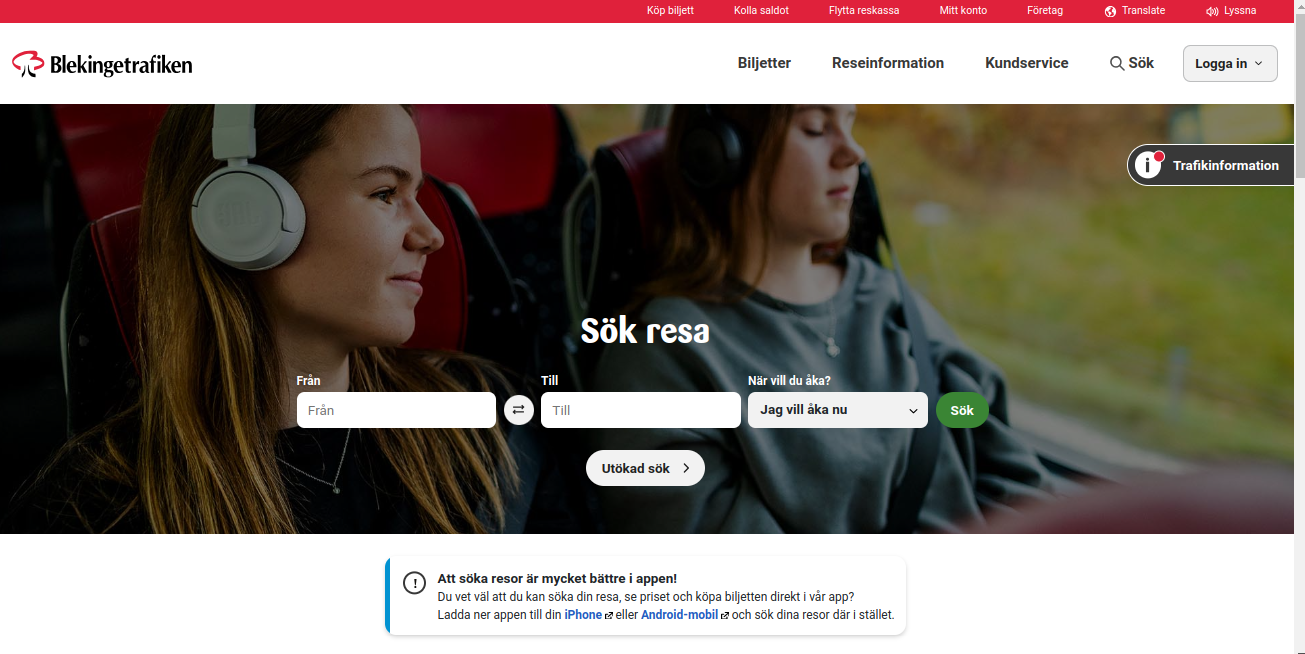 Köp biljett Kolla saldot Flytta reskassa Mitt konto Företag Translate Lyssna
Blekingetrafiken Biljetter Reseinformation Kundservice Sök Logga in
Trafikinformation
Sök resa
Från Till När vill du åka?
Från Till Jag vill åka nu Sök
Utökad sök
Att söka resor är mycket bättre i appen!
Du vet väl att du kan söka din resa, se priset och köpa biljetten direkt i vår app?
Ladda ner appen till din iPhone eller Android-mobil och sök dina resor där i stället.